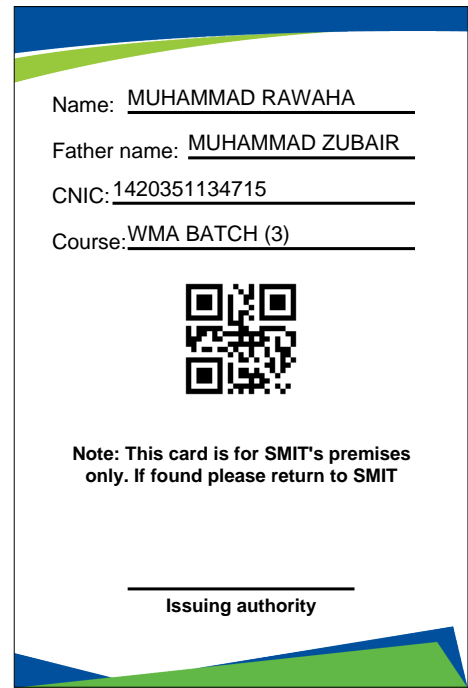 Name: MUHAMMAD RAWAHA
Father name: MUHAMMAD ZUBAIR
CNIC: 1420351134715
Course: WMA BATCH (3)
Note: This card is for SMIT's premises
only. If found please return to SMIT
Issuing authority